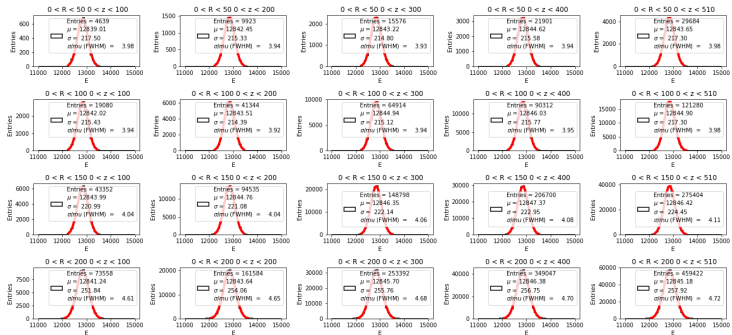 0 < R < 50 0 < z < 100
Entries = 4639
μ = 12839.01
σ = 217.50
σ/mu (FWHM) = 3.98
0 < R < 50 0 < z < 200
Entries = 9923
μ = 12842.45
σ = 215.33
σ/mu (FWHM) = 3.94
0 < R < 50 0 < z < 300
Entries = 15576
μ = 12843.22
σ = 214.80
σ/mu (FWHM) = 3.93
0 < R < 50 0 < z < 400
Entries = 21901
μ = 12844.62
σ = 215.58
σ/mu (FWHM) = 3.94
0 < R < 50 0 < z < 510
Entries = 29684
μ = 12843.65
σ = 217.30
σ/mu (FWHM) = 3.98
0 < R < 100 0 < z < 100
Entries = 19080
μ = 12842.02
σ = 215.43
σ/mu (FWHM) = 3.94
0 < R < 100 0 < z < 200
Entries = 41344
μ = 12843.51
σ = 214.39
σ/mu (FWHM) = 3.92
0 < R < 100 0 < z < 300
Entries = 64914
μ = 12844.94
σ = 215.12
σ/mu (FWHM) = 3.94
0 < R < 100 0 < z < 400
Entries = 90312
μ = 12846.03
σ = 215.77
σ/mu (FWHM) = 3.95
0 < R < 100 0 < z < 510
Entries = 121280
μ = 12844.90
σ = 217.30
σ/mu (FWHM) = 3.98
0 < R < 150 0 < z < 100
Entries = 43352
μ = 12843.99
σ = 220.99
σ/mu (FWHM) = 4.04
0 < R < 150 0 < z < 200
Entries = 94535
μ = 12844.76
σ = 221.08
σ/mu (FWHM) = 4.04
0 < R < 150 0 < z < 300
Entries = 148798
μ = 12846.35
σ = 222.14
σ/mu (FWHM) = 4.06
0 < R < 150 0 < z < 400
Entries = 206700
μ = 12847.37
σ = 222.95
σ/mu (FWHM) = 4.08
0 < R < 150 0 < z < 510
Entries = 275404
μ = 12846.42
σ = 224.45
σ/mu (FWHM) = 4.11
0 < R < 200 0 < z < 100
Entries = 73558
μ = 12841.24
σ = 251.84
σ/mu (FWHM) = 4.61
0 < R < 200 0 < z < 200
Entries = 161584
μ = 12843.64
σ = 254.06
σ/mu (FWHM) = 4.65
0 < R < 200 0 < z < 300
Entries = 253392
μ = 12845.70
σ = 255.76
σ/mu (FWHM) = 4.68
0 < R < 200 0 < z < 400
Entries = 349047
μ = 12846.38
σ = 256.75
σ/mu (FWHM) = 4.70
0 < R < 200 0 < z < 510
Entries = 459422
μ = 12845.18
σ = 257.92
σ/mu (FWHM) = 4.72
Entries
11000 12000 13000 14000 15000
E